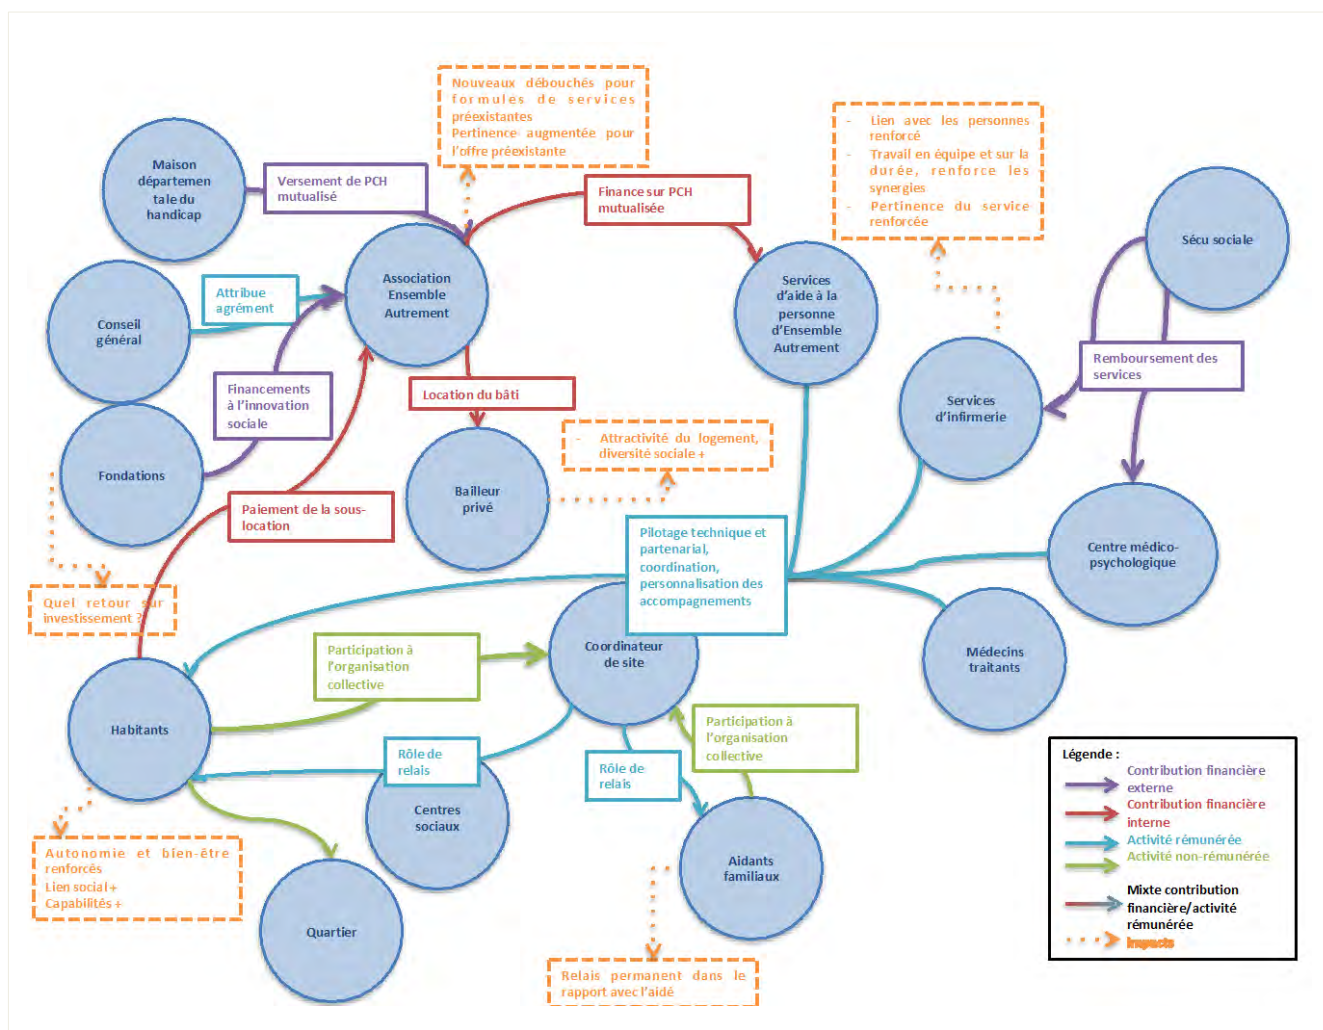 Nouveaux débouchés pour
formules de services
préexistantes
Pertinence augmentée pour
l'offre préexistante
- Lien avec les personnes
renforcé
- Travail en équipe et sur la
durée, renforce les
synergies
- Pertinence du service
renforcée
Maison
départemen
tale du
handicap
Versement de PCH
mutualisé
Finance sur PCH
mutualisée
Sécu sociale
Association
Ensemble
Autrement
Services
d'aide à la
personne
d'Ensemble
Autrement
Attribue
agrément
Conseil
général
Remboursement des
services
Financements
à l'innovation
sociale
Location du bâti
Services
d'infirmerie
- Attractivité du logement,
diversité sociale +
Fondations
Bailleur
privé
Paiement de la sous-
location
Pilotage technique et
partenarial,
coordination,
personnalisation des
accompagnements
Centre médico-
psychologique
Quel retour sur
investissement ?
Participation à
l'organisation
collective
Coordinateur
de site
Médecins
traitants
Habitants
Participation à
l'organisation
collective
Rôle de
relais
Rôle de
relais
Centres
sociaux
Aidants
familiaux
Autonomie et bien-être
renforcés
Lien social +
Capabilités +
Quartier
Relais permanent dans le
rapport avec l'aidé
Légende :
Contribution financière
externe
Contribution financière
interne
Activité rémunérée
Activité non-rémunérée
Mixte contribution
financière/activité
rémunérée
Impacts